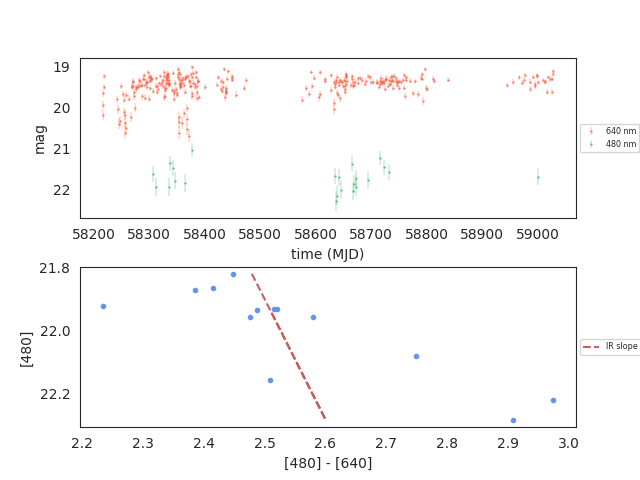 19
20
21
22
mag
58200 58300 58400 58500 58600 58700 58800 58900 59000
time (MJD)
640 nm
480 nm
21.8
22.0
22.2
[480]
2.2 2.3 2.4 2.5 2.6 2.7 2.8 2.9 3.0
[480] - [640]
IR slope